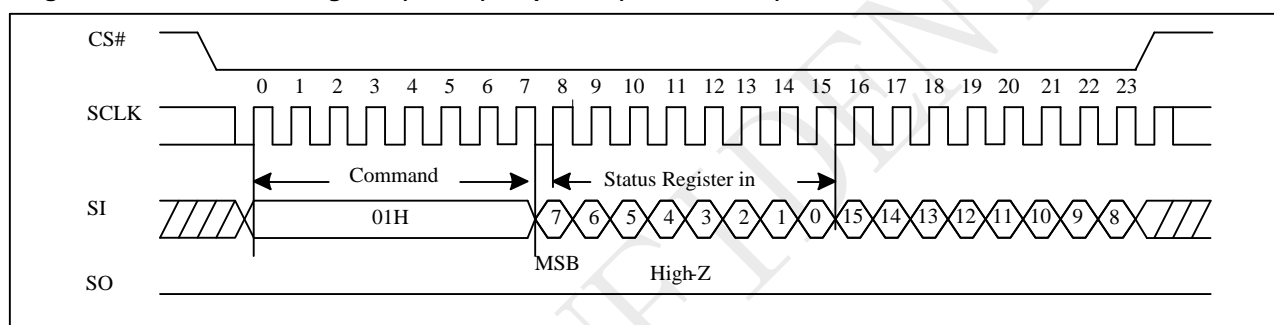 CS#
0 1 2 3 4 5 6 7 8 9 10 11 12 13 14 15 16 17 18 19 20 21 22 23
SCLK
Command Status Register in
SI 01H 7 6 5 4 3 2 1 0 15 14 13 12 11 10 9 8
MSB High-Z
SO